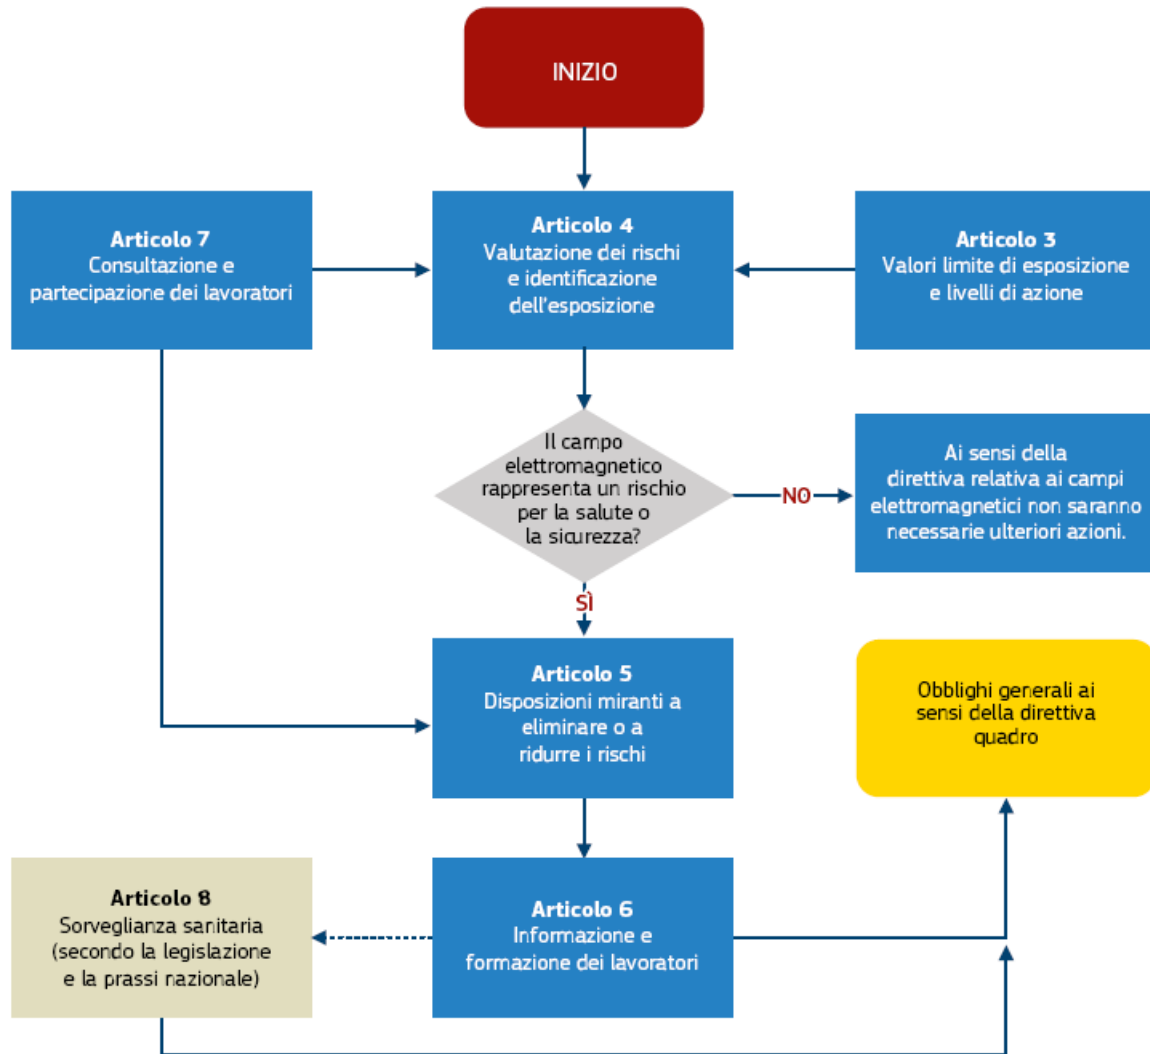 INIZIO
Articolo 7
Consultazione e
partecipazione dei lavoratori
Articolo 4
Valutazione dei rischi
e identificazione
dell'esposizione
Articolo 3
Valori limite di esposizione
e livelli di azione
Il campo
elettromagnetico
rappresenta un rischio
per la salute o
la sicurezza?
NO
Ai sensi della
direttiva relativa ai campi
elettromagnetici non saranno
necessarie ulteriori azioni.
SÌ
Articolo 5
Disposizioni miranti a
eliminare o a
ridurre i rischi
Obblighi generali ai
sensi della direttiva
quadro
Articolo 8
Sorveglianza sanitaria
(secondo la legislazione
e la prassi nazionale)
Articolo 6
Informazione e
formazione dei lavoratori